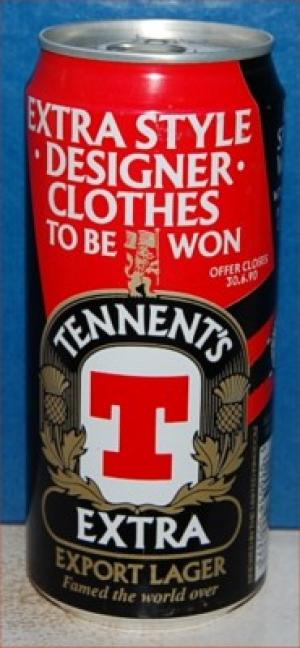 EXTRA STYLE
· DESIGNER ·
CLOTHES
TO BE WON
OFFER CLOSES
30.6.90
TENNENT'S
T
EXTRA
EXPORT LAGER
Famed the world over